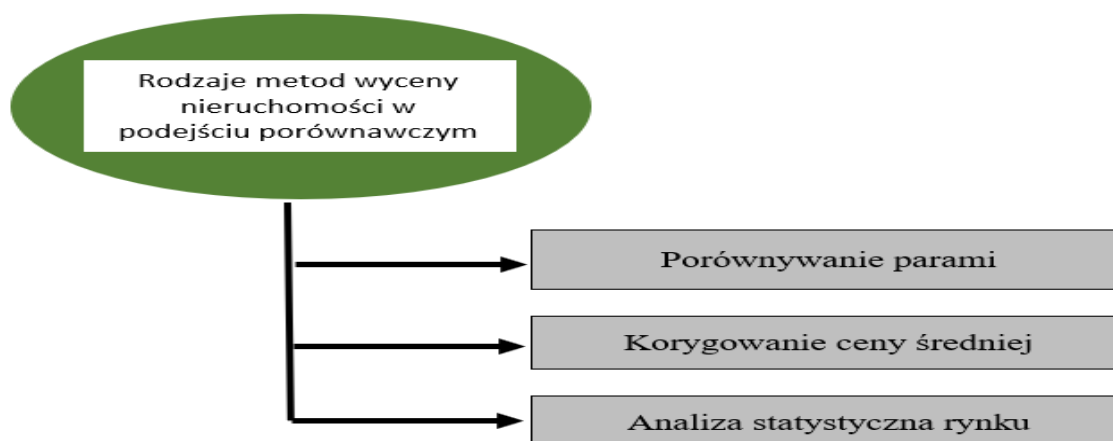 Rodzaje metod wyceny
nieruchomości w
podejściu porównawczym
Porównywanie parami
Korygowanie ceny średniej
Analiza statystyczna rynku